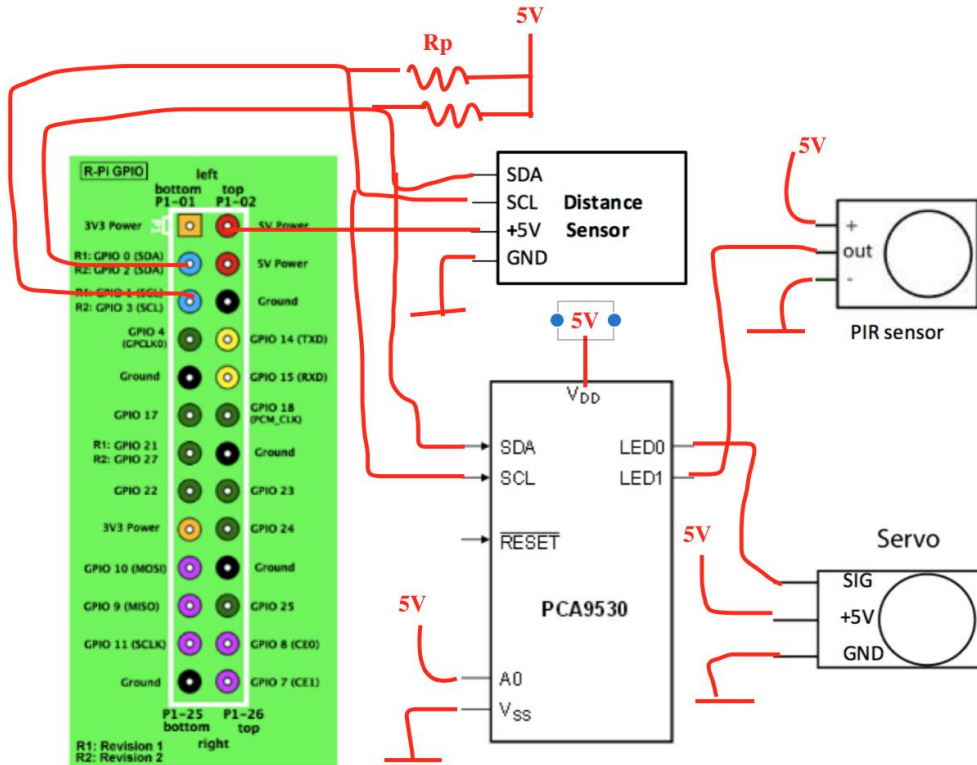 5V
Rp
R-Pi GPIO
left
bottom
top
P1-01
P1-02
3V3 Power
5V Power
R1: GPIO 0 (SDA)
R2: GPIO 2 (SDA)
5V Power
R1: GPIO 1 (SCL)
R2: GPIO 3 (SCL)
Ground
GPIO 4
(GPCLK0)
GPIO 14 (TXD)
Ground
GPIO 15 (RXD)
GPIO 17
GPIO 18
(PCM_CLK)
R1: GPIO 21
R2: GPIO 27
Ground
GPIO 22
GPIO 23
3V3 Power
GPIO 24
GPIO 10 (MOSI)
Ground
GPIO 9 (MISO)
GPIO 25
GPIO 11 (SCLK)
GPIO 8 (CE0)
Ground
GPIO 7 (CE1)
P1-25
P1-26
bottom
top
right
R1: Revision 1
R2: Revision 2
SDA
SCL
+5V
GND
Distance
Sensor
5V
+
out
-
PIR sensor
5V
VDD
SDA
SCL
RESET
LED0
LED1
PCA9530
5V
A0
VSS
Servo
5V
SIG
+5V
GND